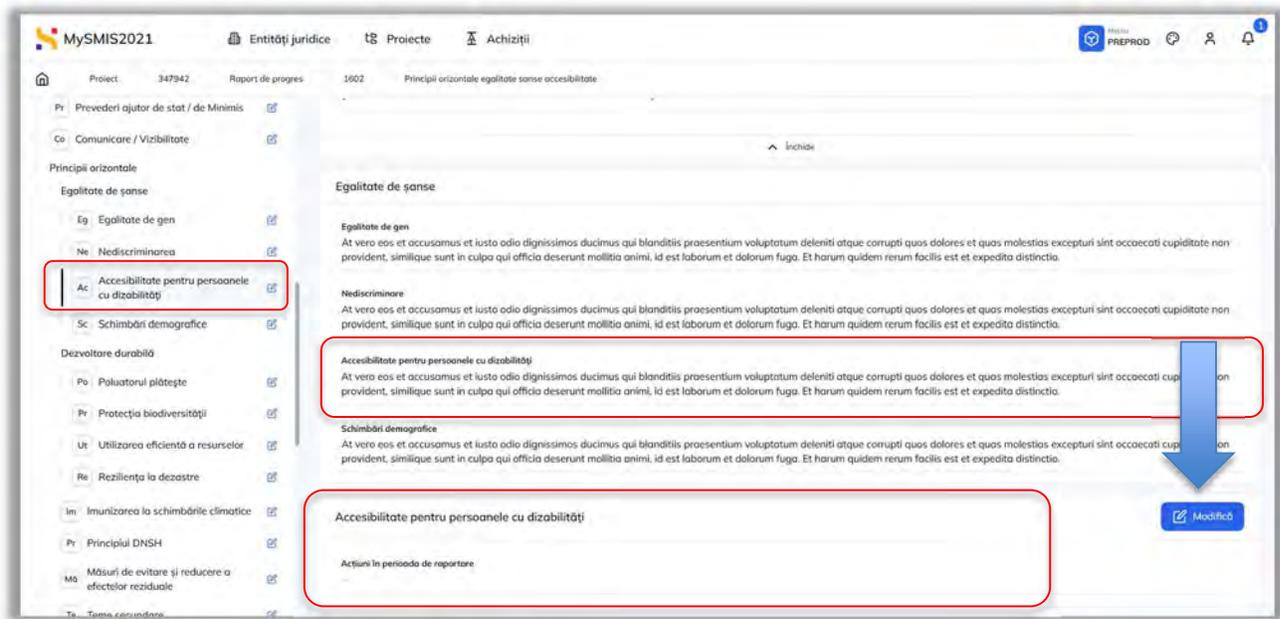 MySMIS2021
Entități juridice
Proiecte
Achiziții
PREPROD
1
Proiect 347942 Raport de progres 1602 Principii orizontale egalitate sanse accesibilitate
Pr Prevederi ajutor de stat / de Minimis
Co Comunicare / Vizibilitate
Principii orizontale
Egalitate de șanse
Eg Egalitate de gen
Ne Nediscriminarea
Ac Accesibilitate pentru persoanele
cu dizabilități
Sc Schimbări demografice
Dezvoltare durabilă
Po Poluatorul plătește
Pr Protecția biodiversității
Ut Utilizarea eficientă a resurselor
Re Reziliența la dezastre
Im Imunizarea la schimbările climatice
Pr Principiul DNSH
Mă Măsuri de evitare și reducere a
efectelor reziduale
Te Teme secundare
Închide
Egalitate de șanse
Egalitate de gen
At vero eos et accusamus et iusto odio dignissimos ducimus qui blanditiis praesentium voluptatum deleniti atque corrupti quos dolores et quas molestias excepturi sint occaecati cupiditate non
provident, similique sunt in culpa qui officia deserunt mollitia animi, id est laborum et dolorum fuga. Et harum quidem rerum facilis est et expedita distinctio.
Nediscriminare
At vero eos et accusamus et iusto odio dignissimos ducimus qui blanditiis praesentium voluptatum deleniti atque corrupti quos dolores et quas molestias excepturi sint occaecati cupiditate non
provident, similique sunt in culpa qui officia deserunt mollitia animi, id est laborum et dolorum fuga. Et harum quidem rerum facilis est et expedita distinctio.
Accesibilitate pentru persoanele cu dizabilități
At vero eos et accusamus et iusto odio dignissimos ducimus qui blanditiis praesentium voluptatum deleniti atque corrupti quos dolores et quas molestias excepturi sint occaecati cup on
provident, similique sunt in culpa qui officia deserunt mollitia animi, id est laborum et dolorum fuga. Et harum quidem rerum facilis est et expedita distinctio.
Schimbări demografice
At vero eos et accusamus et iusto odio dignissimos ducimus qui blanditiis praesentium voluptatum deleniti atque corrupti quos dolores et quas molestias excepturi sint occaecati cup on
provident, similique sunt in culpa qui officia deserunt mollitia animi, id est laborum et dolorum fuga. Et harum quidem rerum facilis est et expedita distinctio.
Accesibilitate pentru persoanele cu dizabilități
Modifică
Acțiuni în perioada de raportare